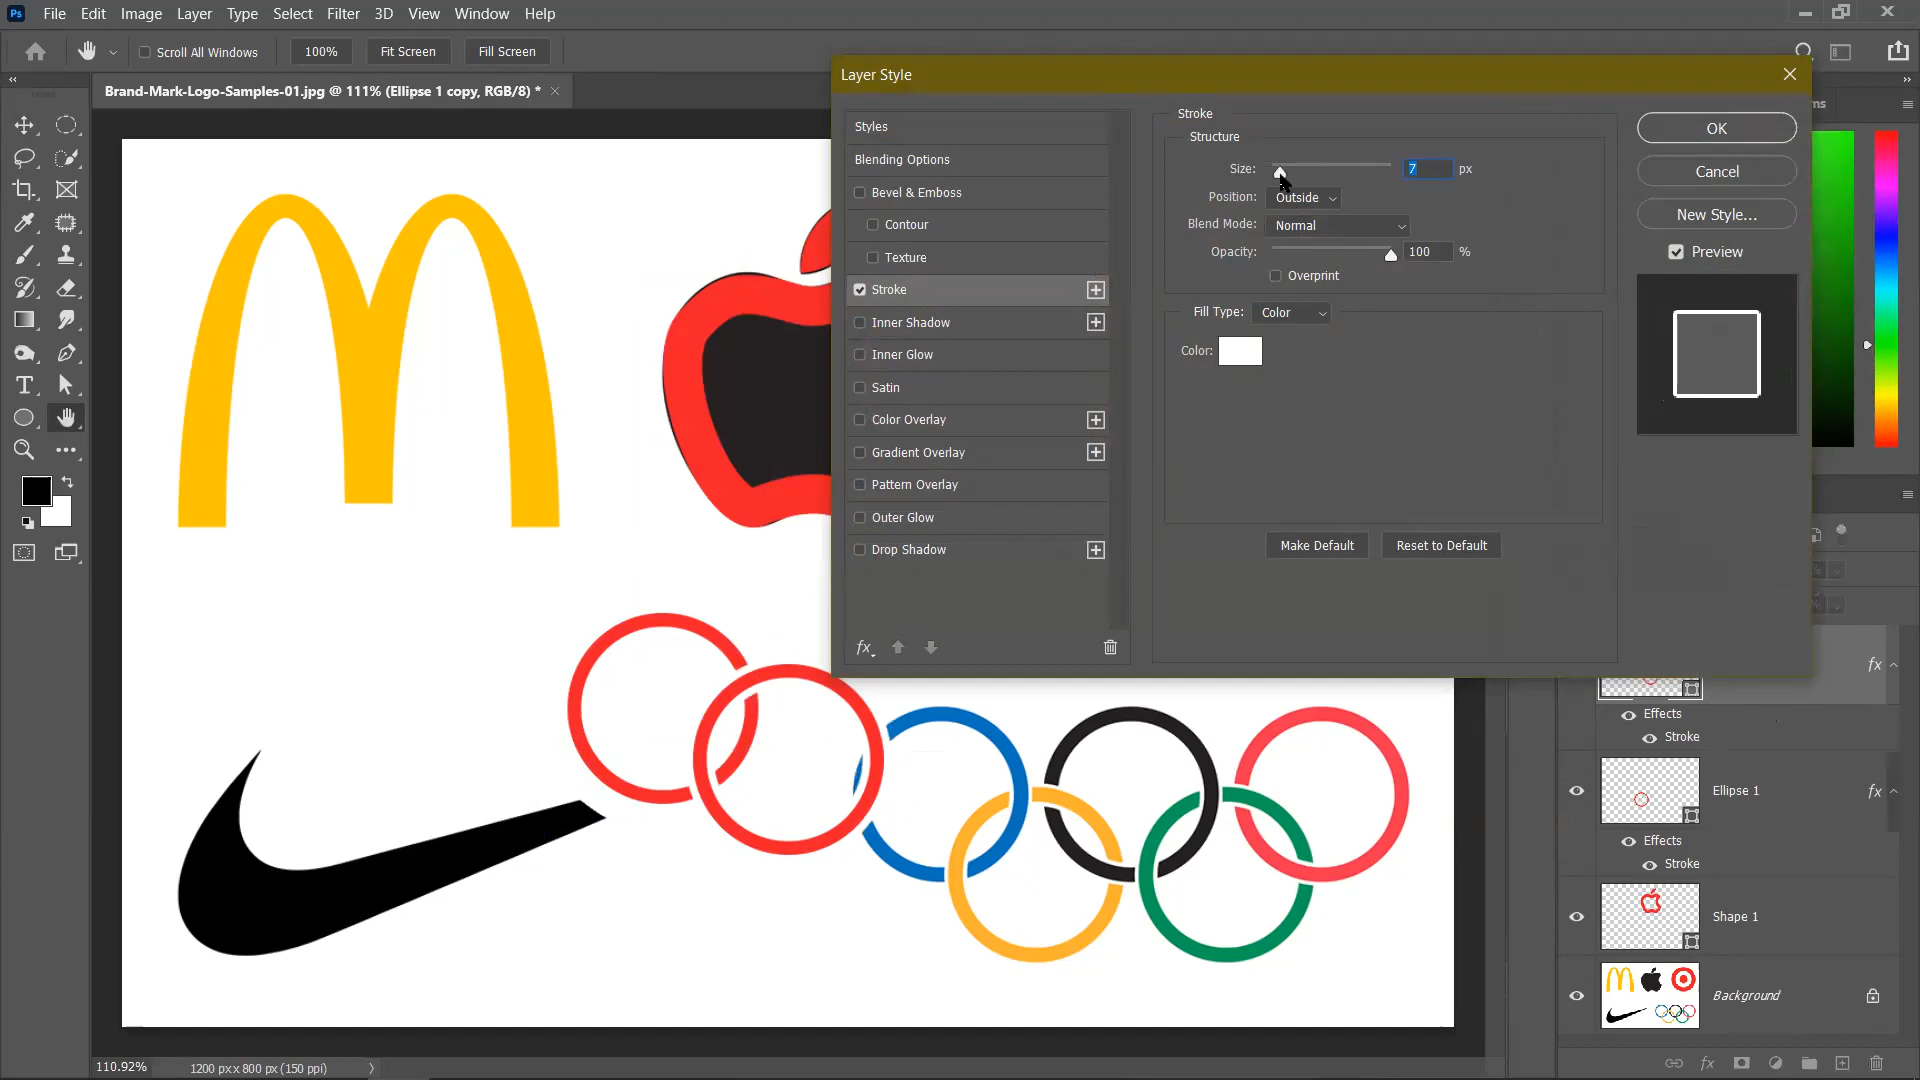 Ps File Edit Image Layer Type Select Filter 3D View Window Help
Scroll All Windows 100% Fit Screen Fill Screen
Brand-Mark-Logo-Samples-01.jpg @ 111% (Ellipse 1 copy, RGB/8) *
Layer Style
Styles
Blending Options
Bevel & Emboss
Contour
Texture
Stroke
Inner Shadow
Inner Glow
Satin
Color Overlay
Gradient Overlay
Pattern Overlay
Outer Glow
Drop Shadow
fx
Stroke
Structure
Size: 7 px
Position: Outside
Blend Mode: Normal
Opacity: 100 %
Overprint
Fill Type: Color
Color:
Make Default Reset to Default
OK
Cancel
New Style...
Preview
fx
Effects
Stroke
Ellipse 1 fx
Effects
Stroke
Shape 1
Background
fx
110.92% 1200 px x 800 px (150 ppi)